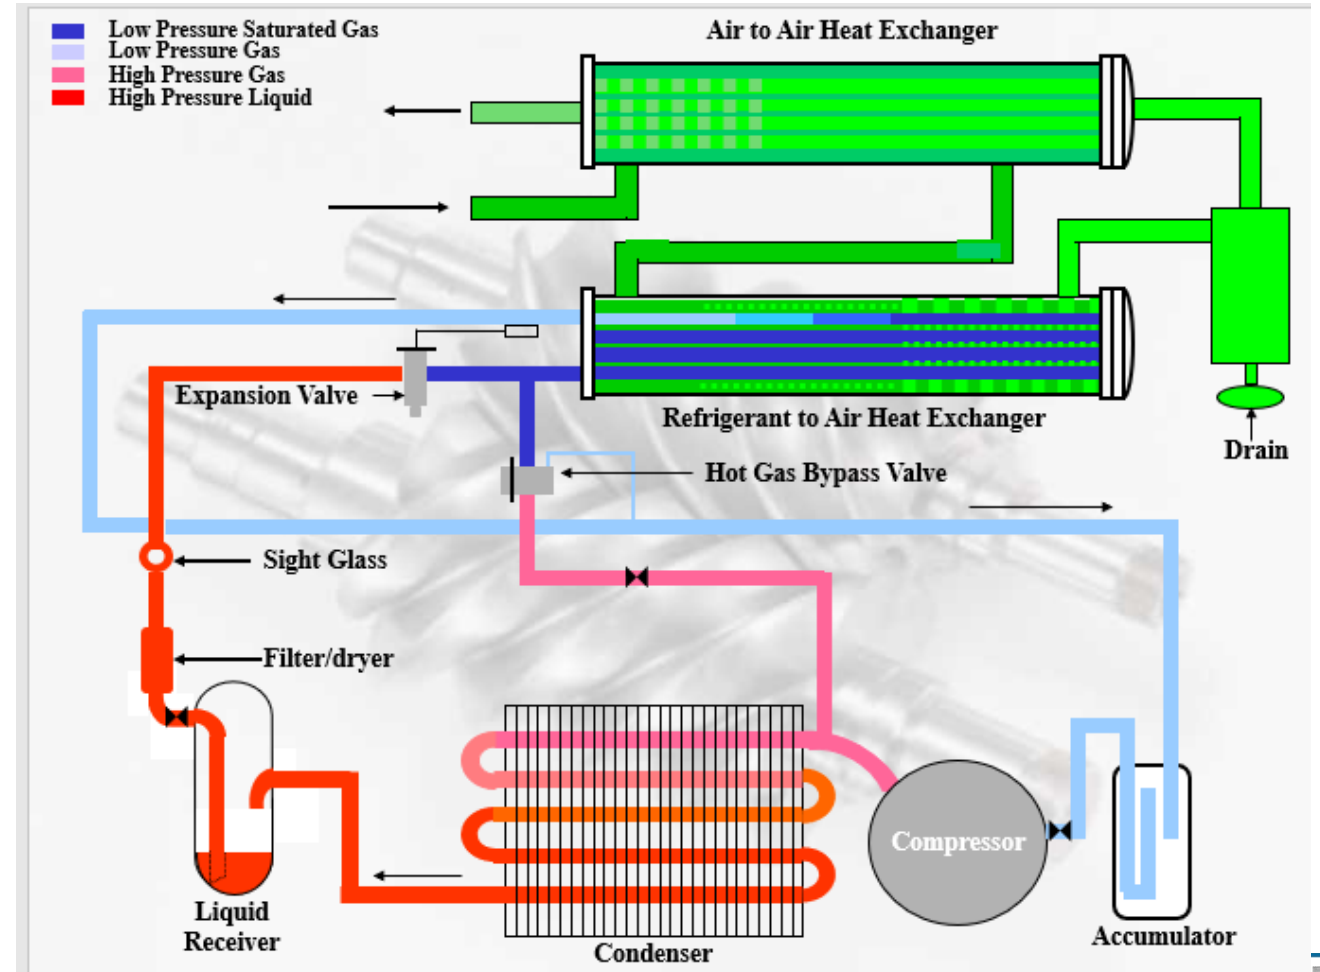 Low Pressure Saturated Gas
Low Pressure Gas
High Pressure Gas
High Pressure Liquid
Air to Air Heat Exchanger
Expansion Valve
Refrigerant to Air Heat Exchanger
Drain
Hot Gas Bypass Valve
Sight Glass
Filter/dryer
Liquid
Receiver
Condenser
Compressor
Accumulator